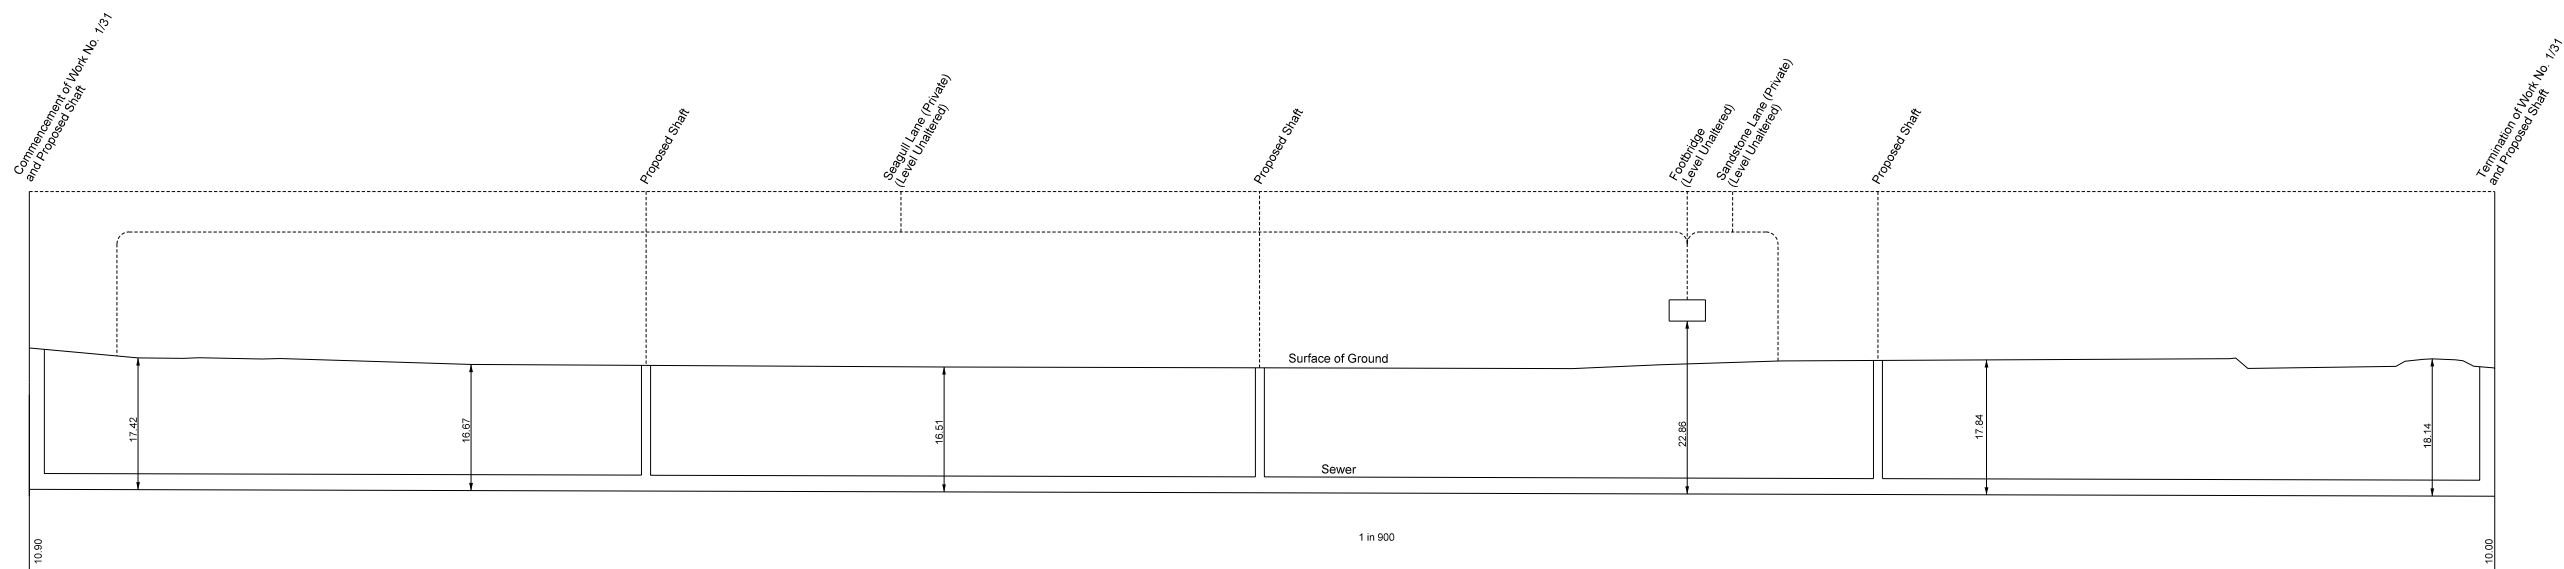 Commencement of Work No. 1/31
and Proposed Shaft
Proposed Shaft
Seagull Lane (Private)
(Level Unaltered)
Proposed Shaft
Footbridge
(Level Unaltered)
Sandstone Lane (Private)
(Level Unaltered)
Proposed Shaft
Termination of Work No. 1/31
and Proposed Shaft
Surface of Ground
17.42
16.67
16.51
22.86
17.84
18.14
Sewer
10.90
1 in 900
10.00